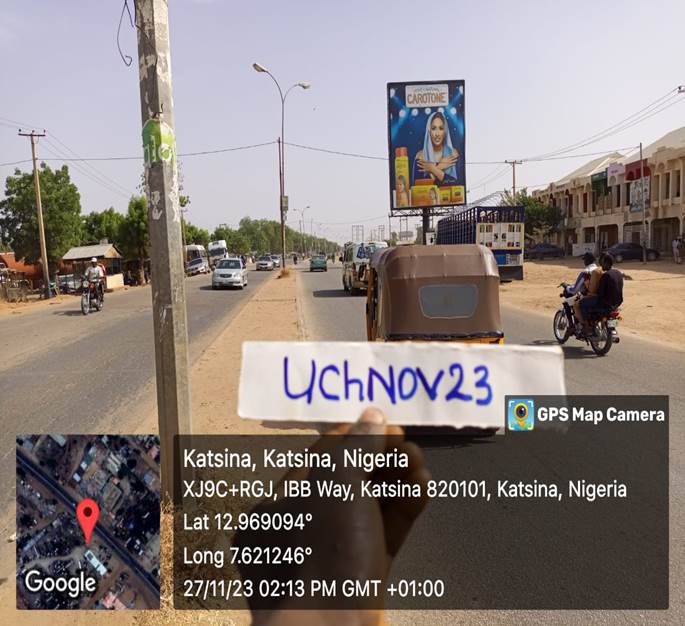 CAROTONE
UChNOV23
GPS Map Camera
Katsina, Katsina, Nigeria
XJ9C+RGJ, IBB Way, Katsina 820101, Katsina, Nigeria
Lat 12.969094°
Long 7.621246°
27/11/23 02:13 PM GMT +01:00
Google